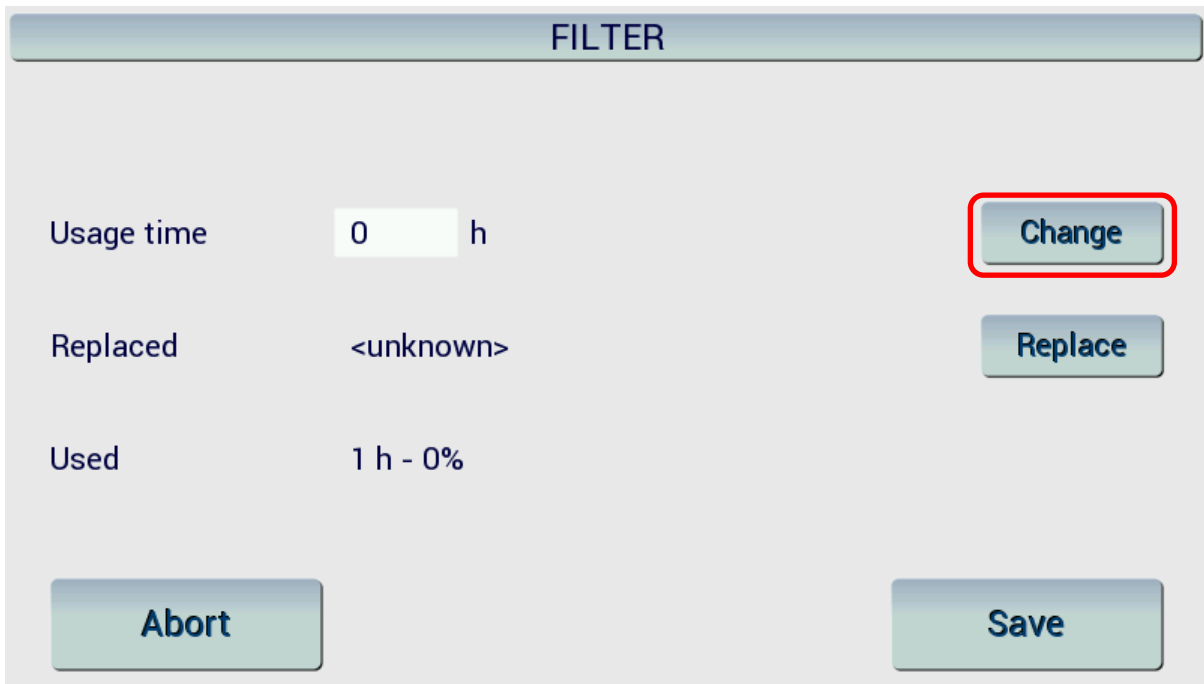 FILTER
Usage time 0 h Change
Replaced <unknown> Replace
Used 1 h - 0%
Abort Save